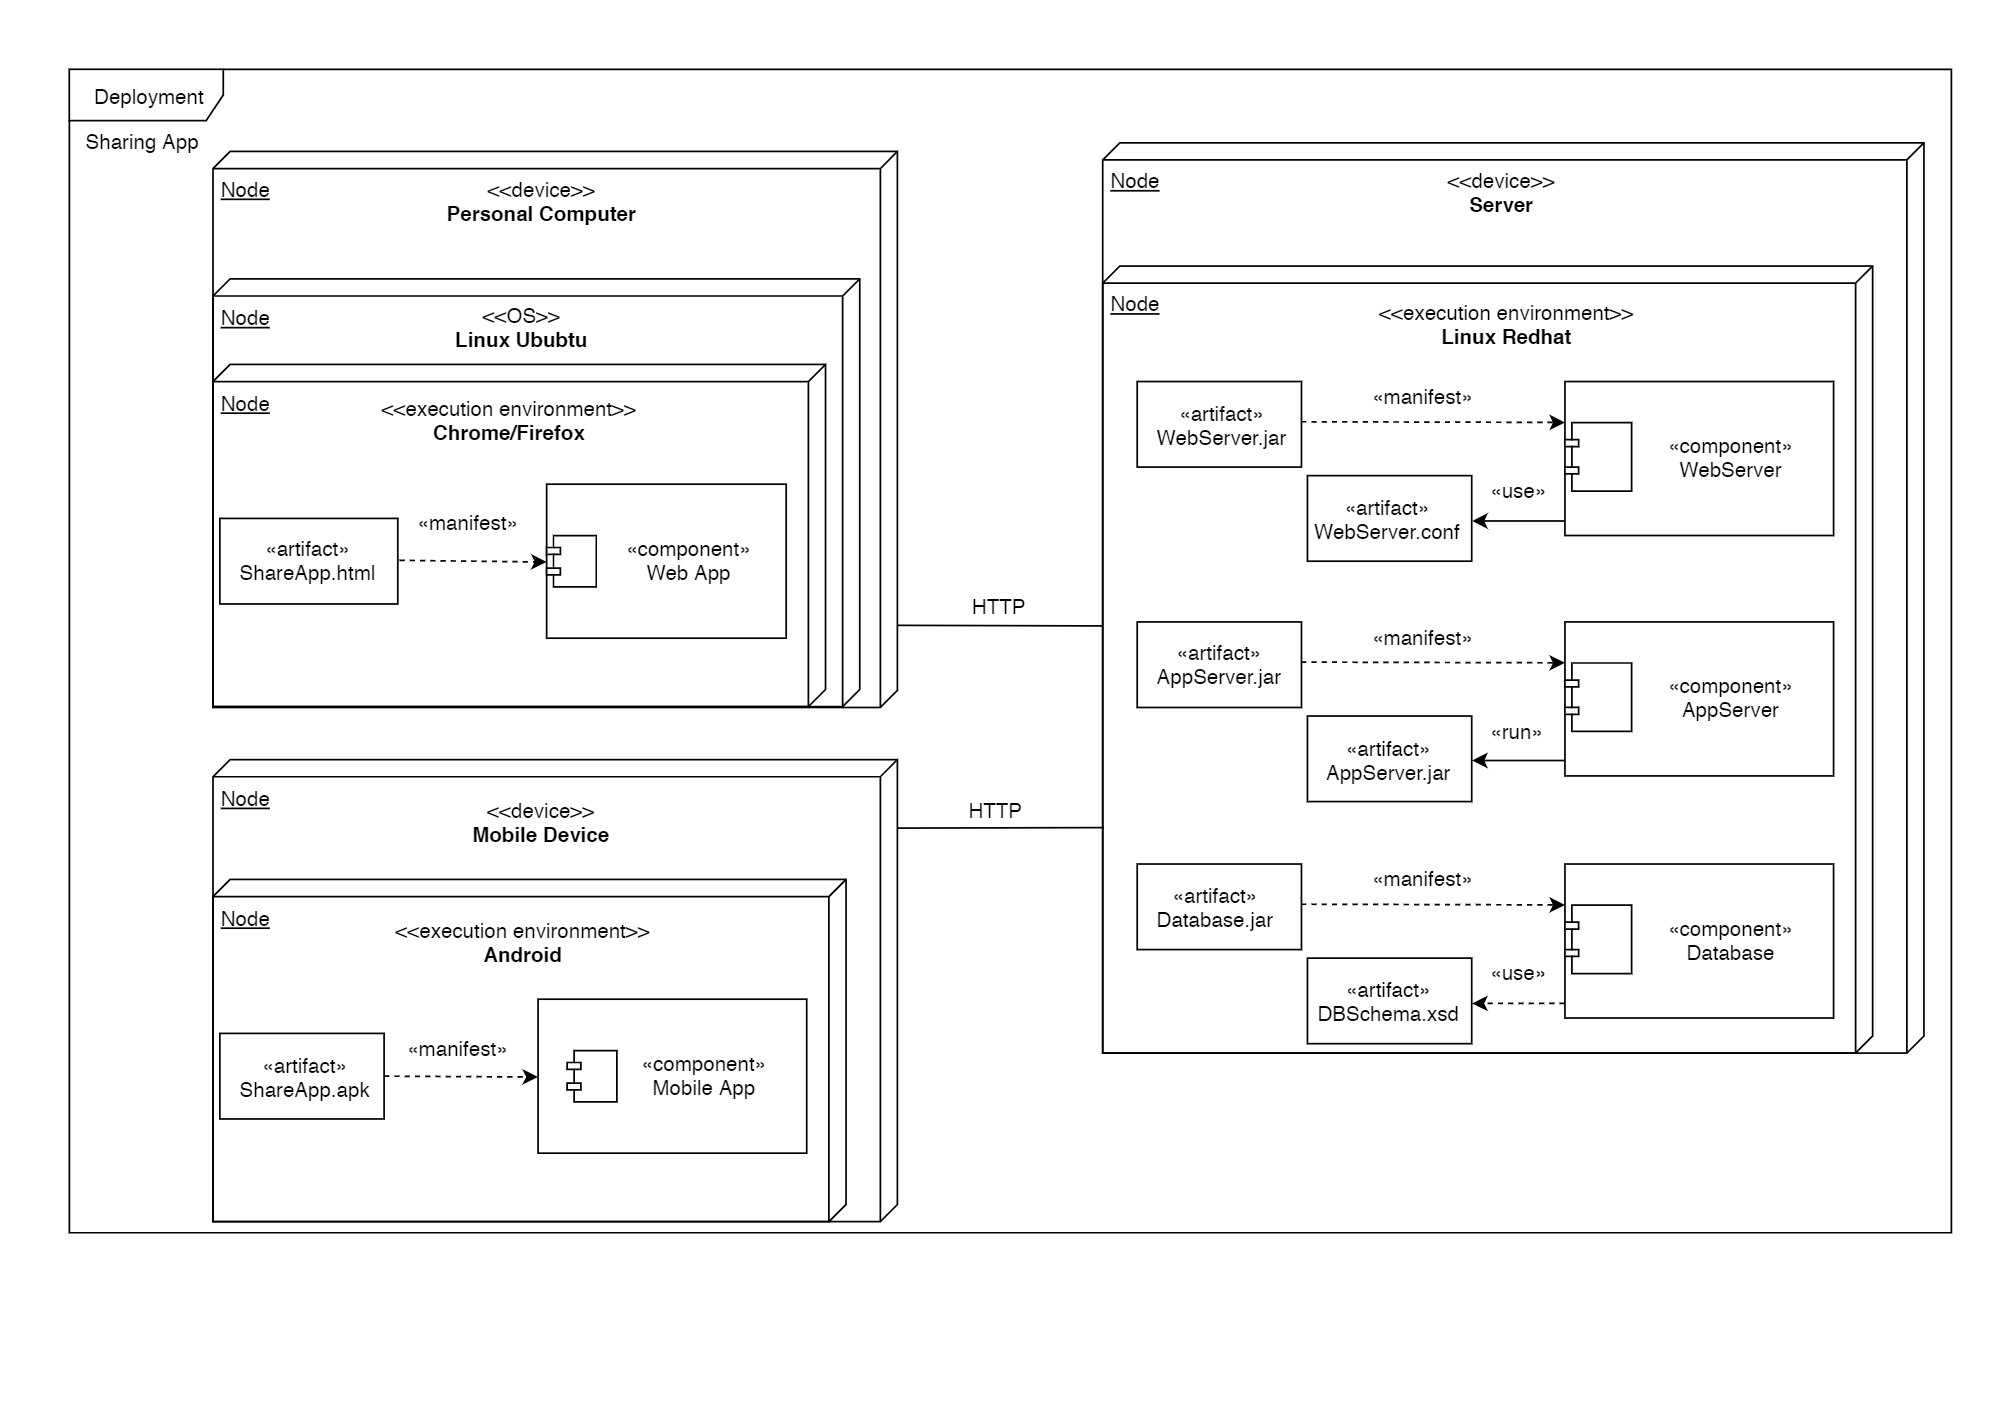 Deployment
Sharing App
Node
<<device>>
Personal Computer
Node
<<OS>>
Linux Ububtu
Node
<<execution environment>>
Chrome/Firefox
«artifact»
ShareApp.html
«manifest»
«component»
Web App
HTTP
Node
<<device>>
Mobile Device
Node
<<execution environment>>
Android
«artifact»
ShareApp.apk
«manifest»
«component»
Mobile App
HTTP
Node
<<device>>
Server
Node
<<execution environment>>
Linux Redhat
«artifact»
WebServer.jar
«manifest»
«component»
WebServer
«use»
«artifact»
WebServer.conf
«artifact»
AppServer.jar
«manifest»
«component»
AppServer
«run»
«artifact»
AppServer.jar
«artifact»
Database.jar
«manifest»
«component»
Database
«use»
«artifact»
DBSchema.xsd